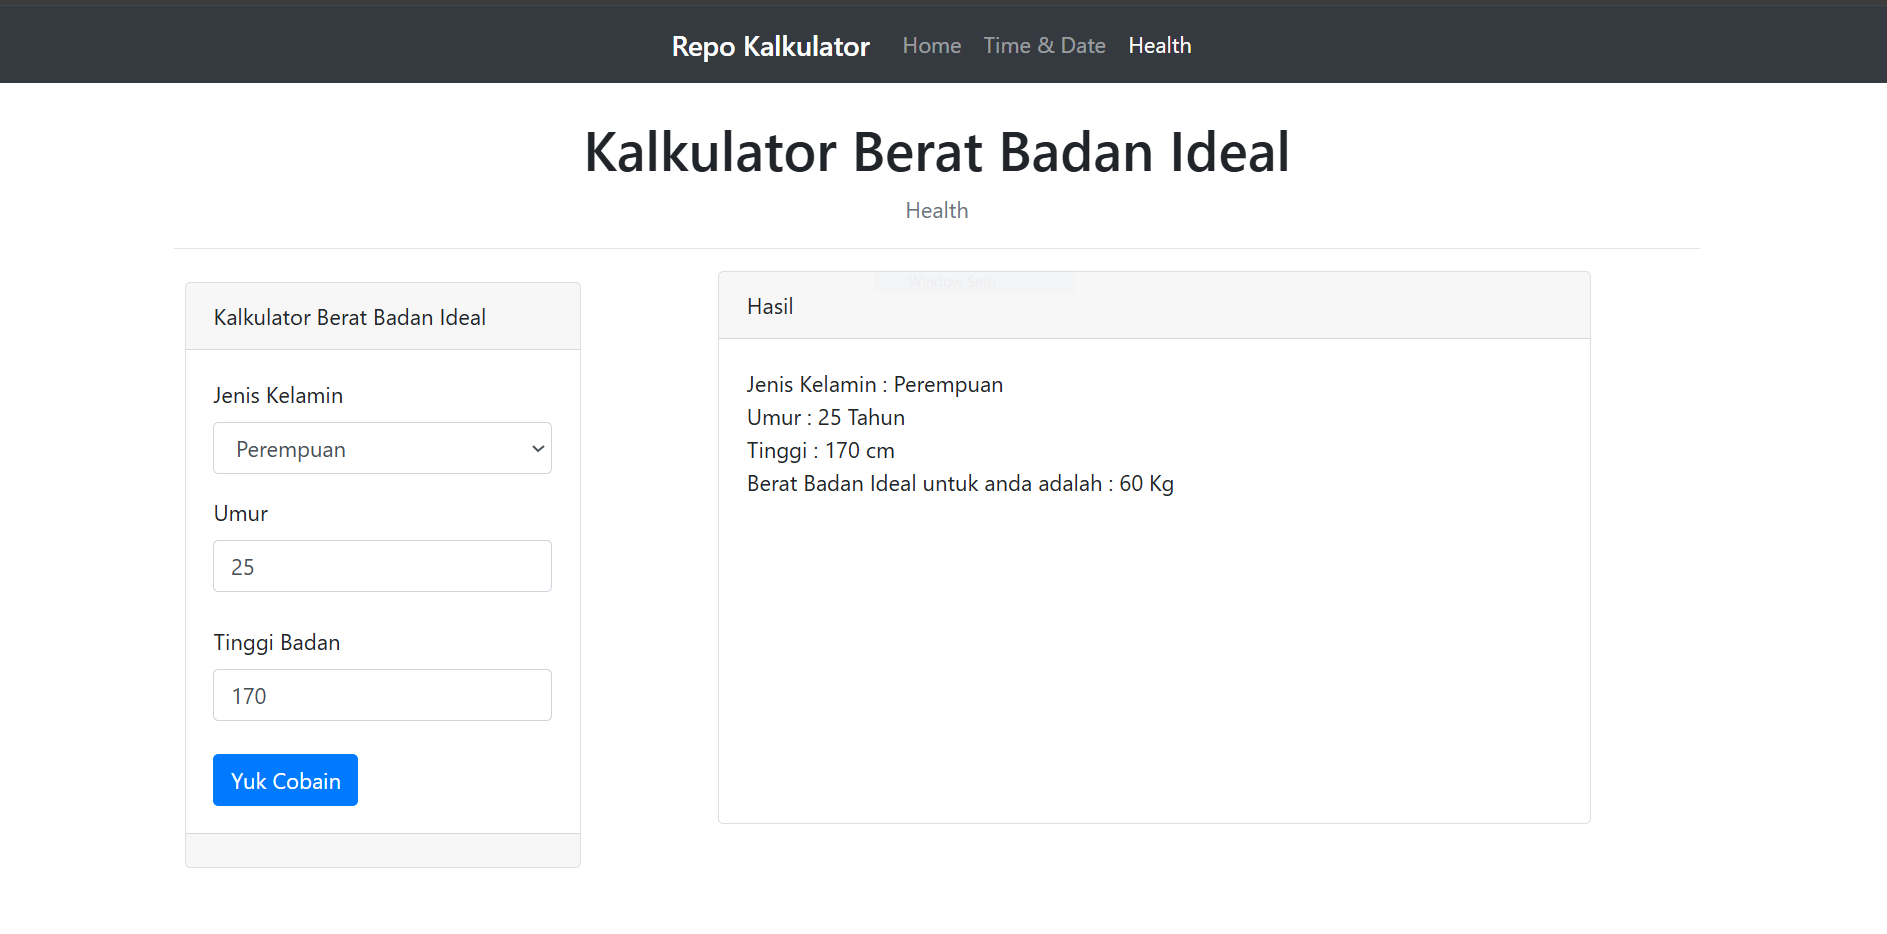 Repo Kalkulator Home Time & Date Health
Kalkulator Berat Badan Ideal
Health
Kalkulator Berat Badan Ideal
Jenis Kelamin
Perempuan
Umur
25
Tinggi Badan
170
Yuk Cobain
Window Snip
Hasil
Jenis Kelamin : Perempuan
Umur : 25 Tahun
Tinggi : 170 cm
Berat Badan Ideal untuk anda adalah : 60 Kg